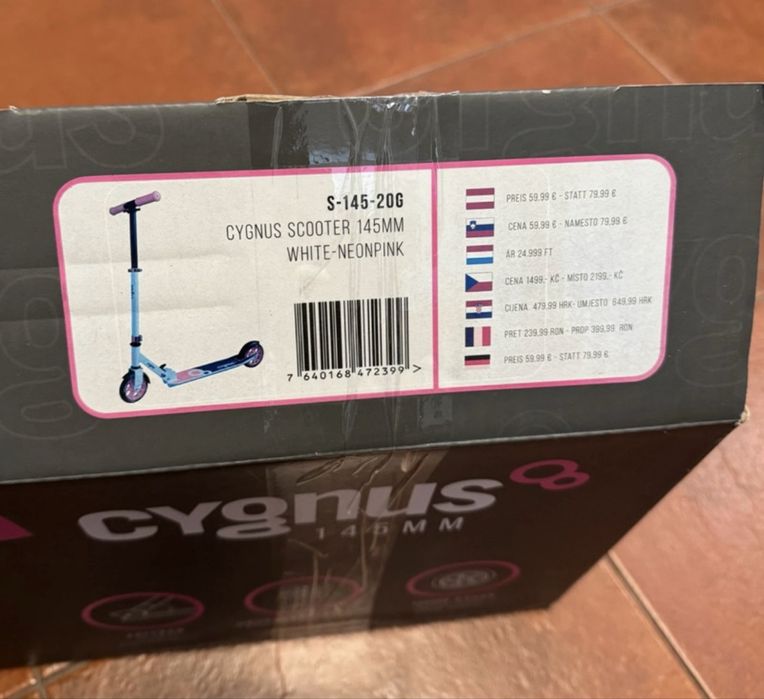 S-145-20G
CYGNUS SCOOTER 145MM
WHITE-NEONPINK
7 640168 472399 >
PREIS 59.99 € - STATT 79.99 €
CENA 59.99 € - NAMESTO 79.99 €
ÁR 24.999 FT
CENA 1499,- KČ - MÍSTO 2199,- KČ
CIJENA. 479,99 HRK- UMJESTO 649,99 HRK
PRET 239,99 RON - PROP 399,99 RON
PREIS 59.99 € - STATT 79.99 €
cygnus
145MM